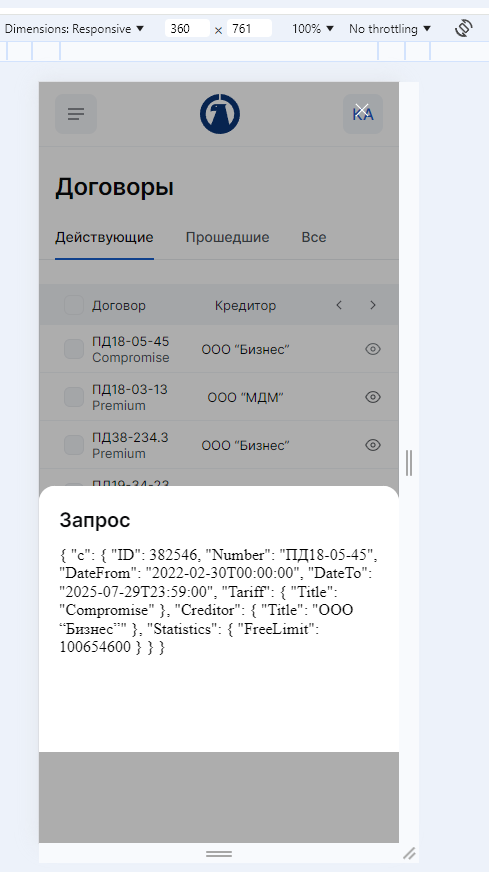 Dimensions: Responsive ▼ 360 × 761 100% ▼ No throttling ▼
KA
Договоры
Действующие Прошедшие Все
Договор Кредитор
ПД18-05-45
Compromise
ООО “Бизнес”
ПД18-03-13
Premium
ООО “МДМ”
ПД38-234.3
Premium
ООО “Бизнес”
ПД19-34-23
Запрос
{ "c": { "ID": 382546, "Number": "ПД18-05-45",
"DateFrom": "2022-02-30T00:00:00", "DateTo":
"2025-07-29T23:59:00", "Tariff": { "Title":
"Compromise" }, "Creditor": { "Title": "ООО
“Бизнес”" }, "Statistics": { "FreeLimit":
100654600 } } }